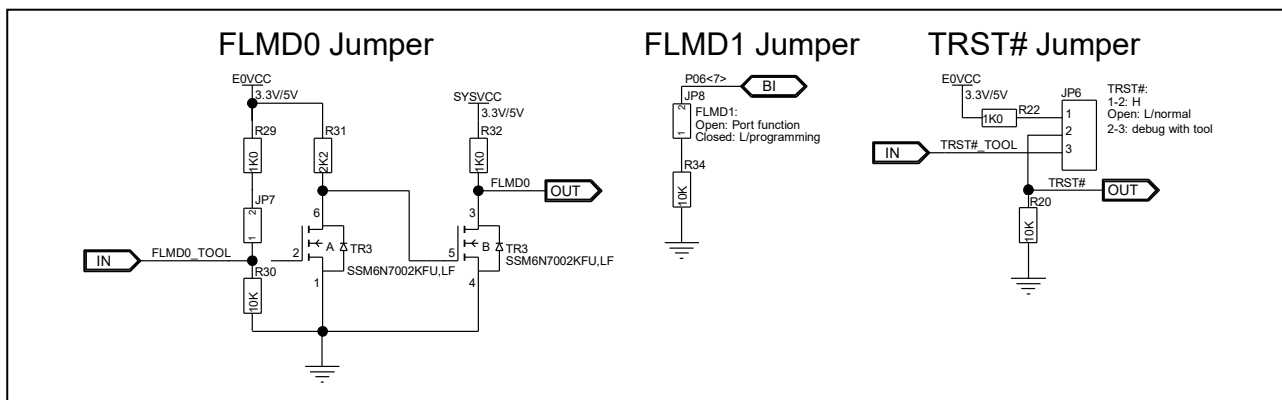 FLMD0 Jumper
E0VCC
3.3V/5V
R29
1K0
R31
2K2
JP7
2
1
IN
FLMD0_TOOL
R30
10K
6
2
A
TR3
SSM6N7002KFU,LF
1
SYSVCC
3.3V/5V
R32
1K0
FLMD0
OUT
3
5
B
TR3
SSM6N7002KFU,LF
4
FLMD1 Jumper
P06<7>
BI
JP8
2
1
FLMD1:
Open: Port function
Closed: L/programming
R34
10K
TRST# Jumper
E0VCC
3.3V/5V
R22
1K0
JP6
1
2
3
TRST#:
1-2: H
Open: L/normal
2-3: debug with tool
IN
TRST#_TOOL
TRST#
OUT
R20
10K